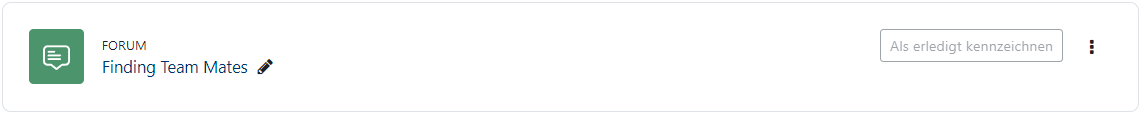 FORUM
Finding Team Mates
Als erledigt kennzeichnen